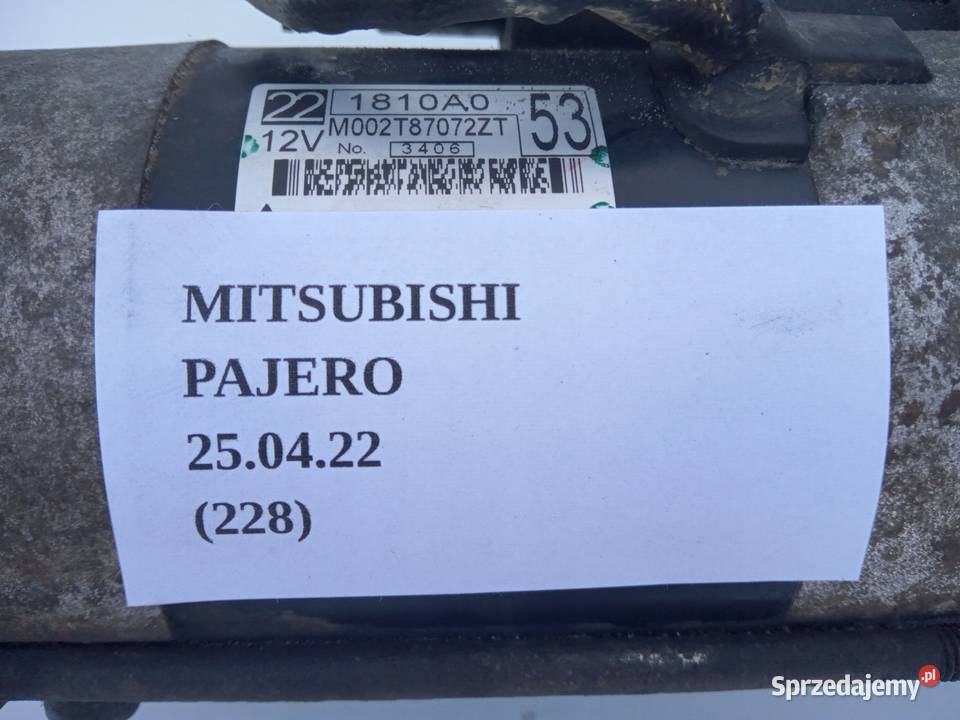 22 1810A0 53
12V M002T87072ZT
No. 3406
MITSUBISHI
PAJERO
25.04.22
(228)
Sprzedajemy.pl